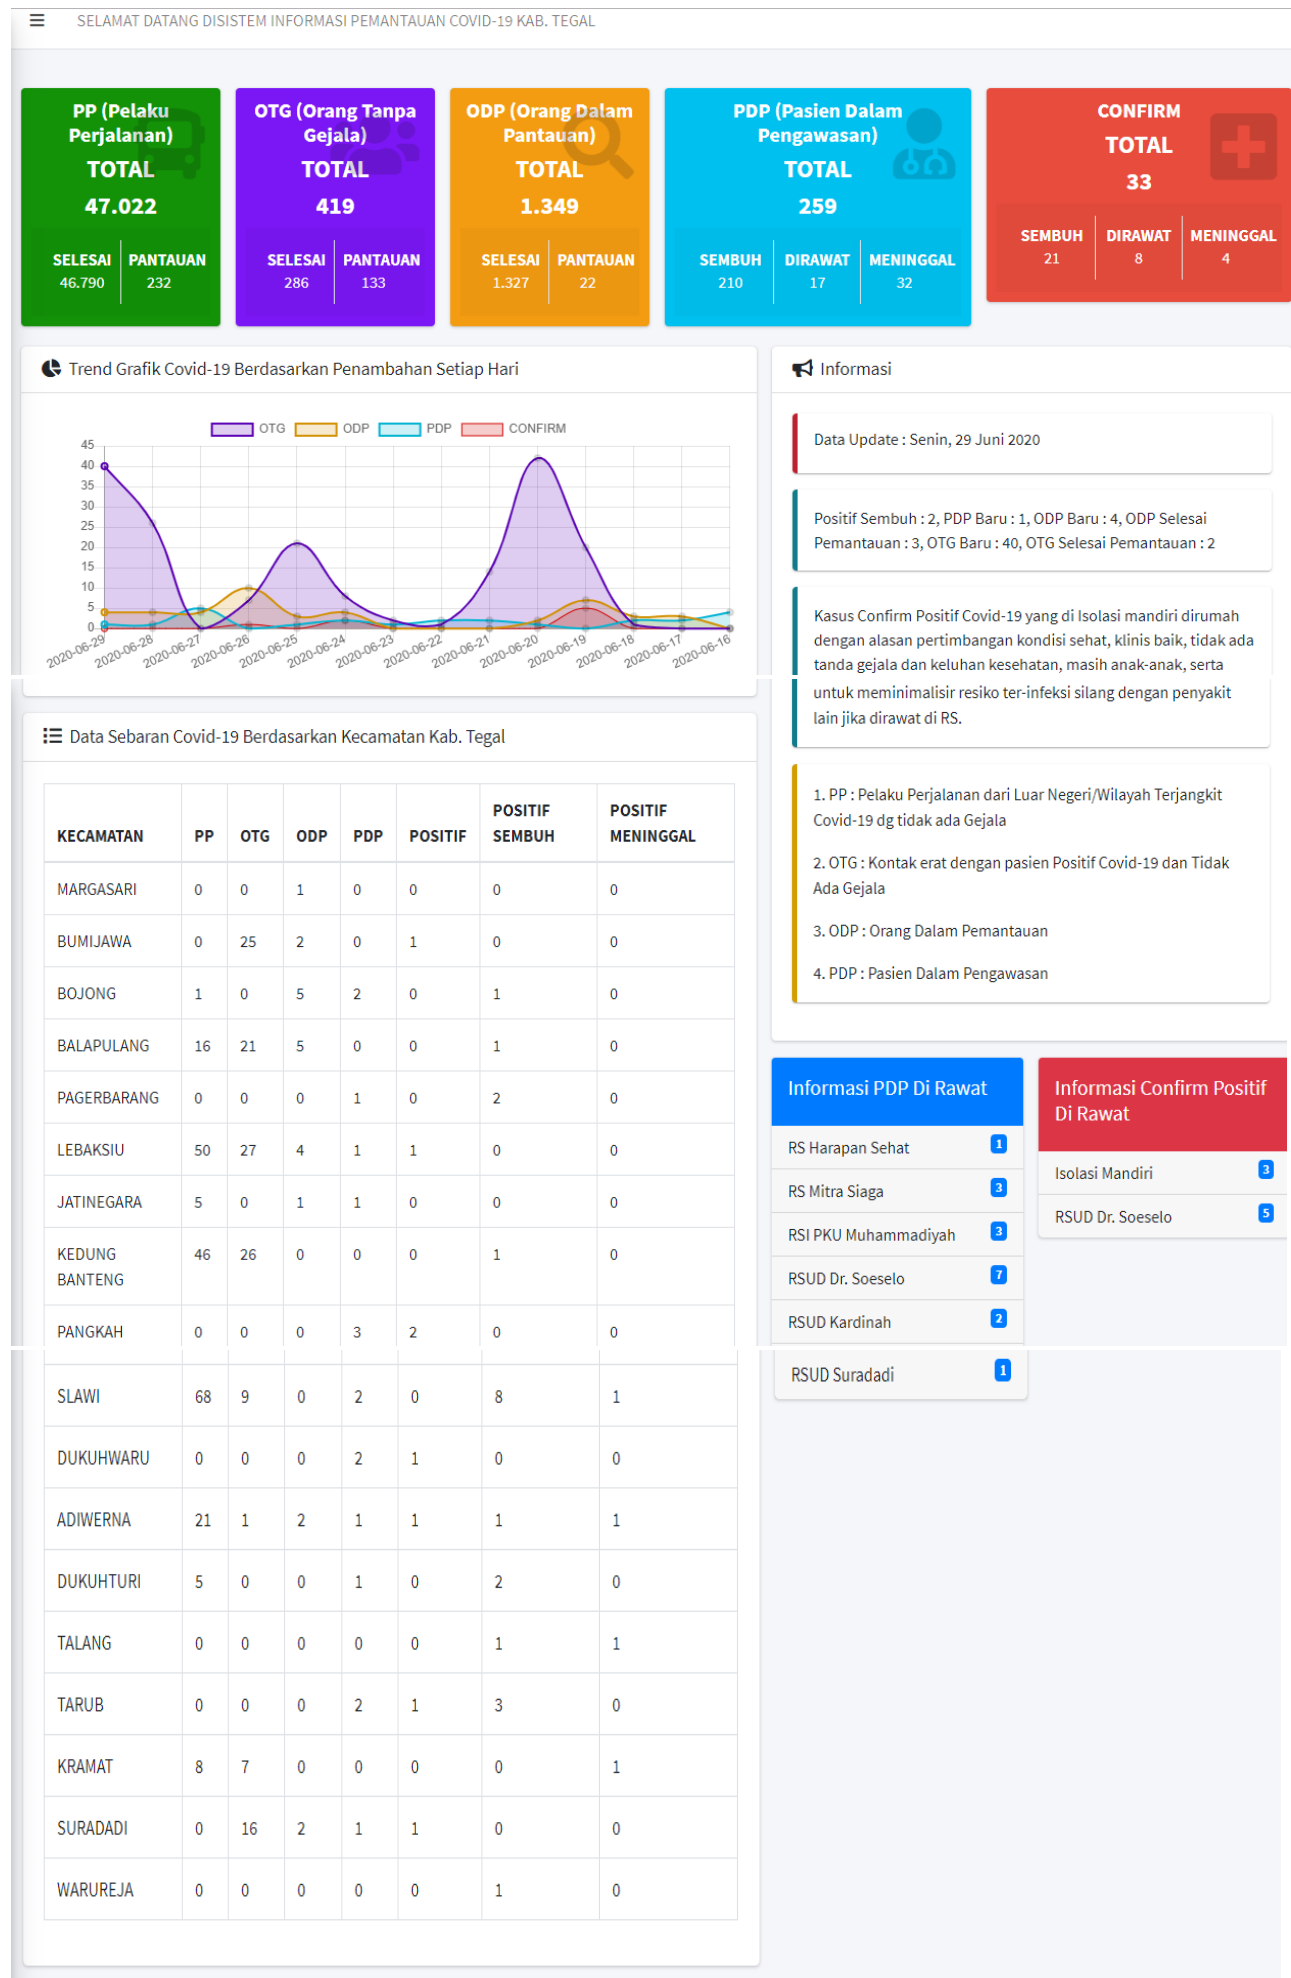 SELAMAT DATANG DISISTEM INFORMASI PEMANTAUAN COVID-19 KAB. TEGAL
PP (Pelaku
Perjalanan)
TOTAL
47.022
SELESAI PANTAUAN
46.790 232
OTG (Orang Tanpa
Gejala)
TOTAL
419
SELESAI PANTAUAN
286 133
ODP (Orang Dalam
Pantauan)
TOTAL
1.349
SELESAI PANTAUAN
1.327 22
PDP (Pasien Dalam
Pengawasan)
TOTAL
259
SEMBUH DIRAWAT MENINGGAL
210 17 32
CONFIRM
TOTAL
33
SEMBUH DIRAWAT MENINGGAL
21 8 4
Trend Grafik Covid-19 Berdasarkan Penambahan Setiap Hari
OTG ODP PDP CONFIRM
45
40
35
30
25
20
15
10
5
0
2020-06-29 2020-06-28 2020-06-27 2020-06-26 2020-06-25 2020-06-24 2020-06-23 2020-06-22 2020-06-21 2020-06-20 2020-06-19 2020-06-18 2020-06-17 2020-06-16
Informasi
Data Update : Senin, 29 Juni 2020
Positif Sembuh : 2, PDP Baru : 1, ODP Baru : 4, ODP Selesai
Pemantauan : 3, OTG Baru : 40, OTG Selesai Pemantauan : 2
Kasus Confirm Positif Covid-19 yang di Isolasi mandiri dirumah
dengan alasan pertimbangan kondisi sehat, klinis baik, tidak ada
tanda gejala dan keluhan kesehatan, masih anak-anak, serta
untuk meminimalisir resiko ter-infeksi silang dengan penyakit
lain jika dirawat di RS.
1. PP : Pelaku Perjalanan dari Luar Negeri/Wilayah Terjangkit
Covid-19 dg tidak ada Gejala
2. OTG : Kontak erat dengan pasien Positif Covid-19 dan Tidak
Ada Gejala
3. ODP : Orang Dalam Pemantauan
4. PDP : Pasien Dalam Pengawasan
Data Sebaran Covid-19 Berdasarkan Kecamatan Kab. Tegal
KECAMATAN PP OTG ODP PDP POSITIF POSITIF SEMBUH POSITIF MENINGGAL
MARGASARI 0 0 1 0 0 0 0
BUMIJAWA 0 25 2 0 1 0 0
BOJONG 1 0 5 2 0 1 0
BALAPULANG 16 21 5 0 0 1 0
PAGERBARANG 0 0 0 1 0 2 0
LEBAKSIU 50 27 4 1 1 0 0
JATINEGARA 5 0 1 1 0 0 0
KEDUNG BANTENG 46 26 0 0 0 1 0
PANGKAH 0 0 0 3 2 0 0
SLAWI 68 9 0 2 0 8 1
DUKUHWARU 0 0 0 2 1 0 0
ADIWERNA 21 1 2 1 1 1 1
DUKUHTURI 5 0 0 1 0 2 0
TALANG 0 0 0 0 0 1 1
TARUB 0 0 0 2 1 3 0
KRAMAT 8 7 0 0 0 0 1
SURADADI 0 16 2 1 1 0 0
WARUREJA 0 0 0 0 0 1 0
Informasi PDP Di Rawat
RS Harapan Sehat 1
RS Mitra Siaga 3
RSI PKU Muhammadiyah 3
RSUD Dr. Soeselo 7
RSUD Kardinah 2
RSUD Suradadi 1
Informasi Confirm Positif
Di Rawat
Isolasi Mandiri 3
RSUD Dr. Soeselo 5